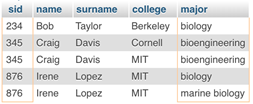 sid name surname college major
234 Bob Taylor Berkeley biology
345 Craig Davis Cornell bioengineering
345 Craig Davis MIT bioengineering
876 Irene Lopez MIT biology
876 Irene Lopez MIT marine biology